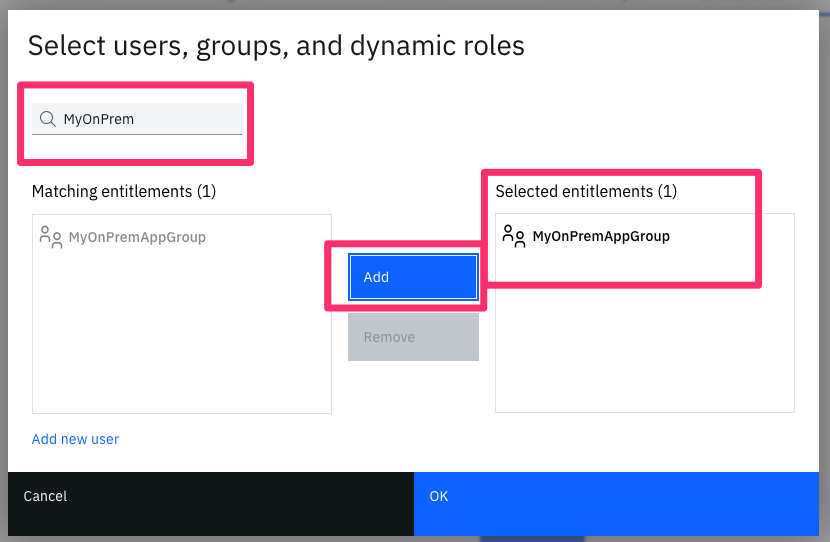 Select users, groups, and dynamic roles
MyOnPrem
Matching entitlements (1)
Selected entitlements (1)
MyOnPremAppGroup
MyOnPremAppGroup
Add
Remove
Add new user
Cancel
OK